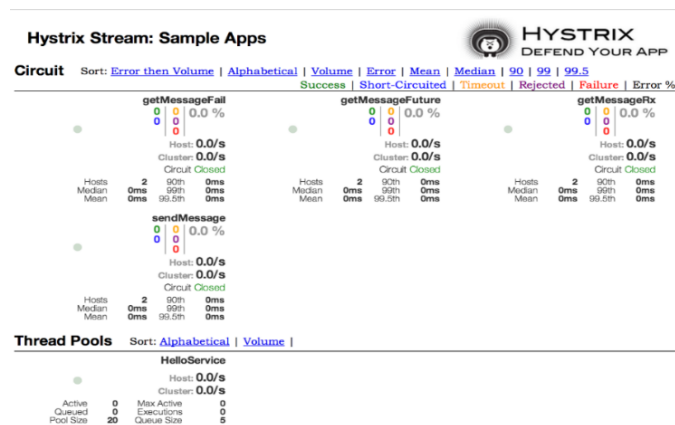 Hystrix Stream: Sample Apps
HYSTRIX
DEFEND YOUR APP
Circuit Sort: Error then Volume | Alphabetical | Volume | Error | Mean | Median | 90 | 99 | 99.5
Success | Short-Circuited | Timeout | Rejected | Failure | Error %
getMessageFail
0 0 0.0 %
0 0
0
Host: 0.0/s
Cluster: 0.0/s
Circuit Closed
Hosts 2 90th 0ms
Median 0ms 99th 0ms
Mean 0ms 99.5th 0ms
getMessageFuture
0 0 0.0 %
0 0
0
Host: 0.0/s
Cluster: 0.0/s
Circuit Closed
Hosts 2 90th 0ms
Median 0ms 99th 0ms
Mean 0ms 99.5th 0ms
getMessageRx
0 0 0.0 %
0 0
0
Host: 0.0/s
Cluster: 0.0/s
Circuit Closed
Hosts 2 90th 0ms
Median 0ms 99th 0ms
Mean 0ms 99.5th 0ms
sendMessage
0 0 0.0 %
0 0
0
Host: 0.0/s
Cluster: 0.0/s
Circuit Closed
Hosts 2 90th 0ms
Median 0ms 99th 0ms
Mean 0ms 99.5th 0ms
Thread Pools Sort: Alphabetical | Volume |
HelloService
Host: 0.0/s
Cluster: 0.0/s
Active 0 Max Active 0
Queued 0 Executions 0
Pool Size 20 Queue Size 5